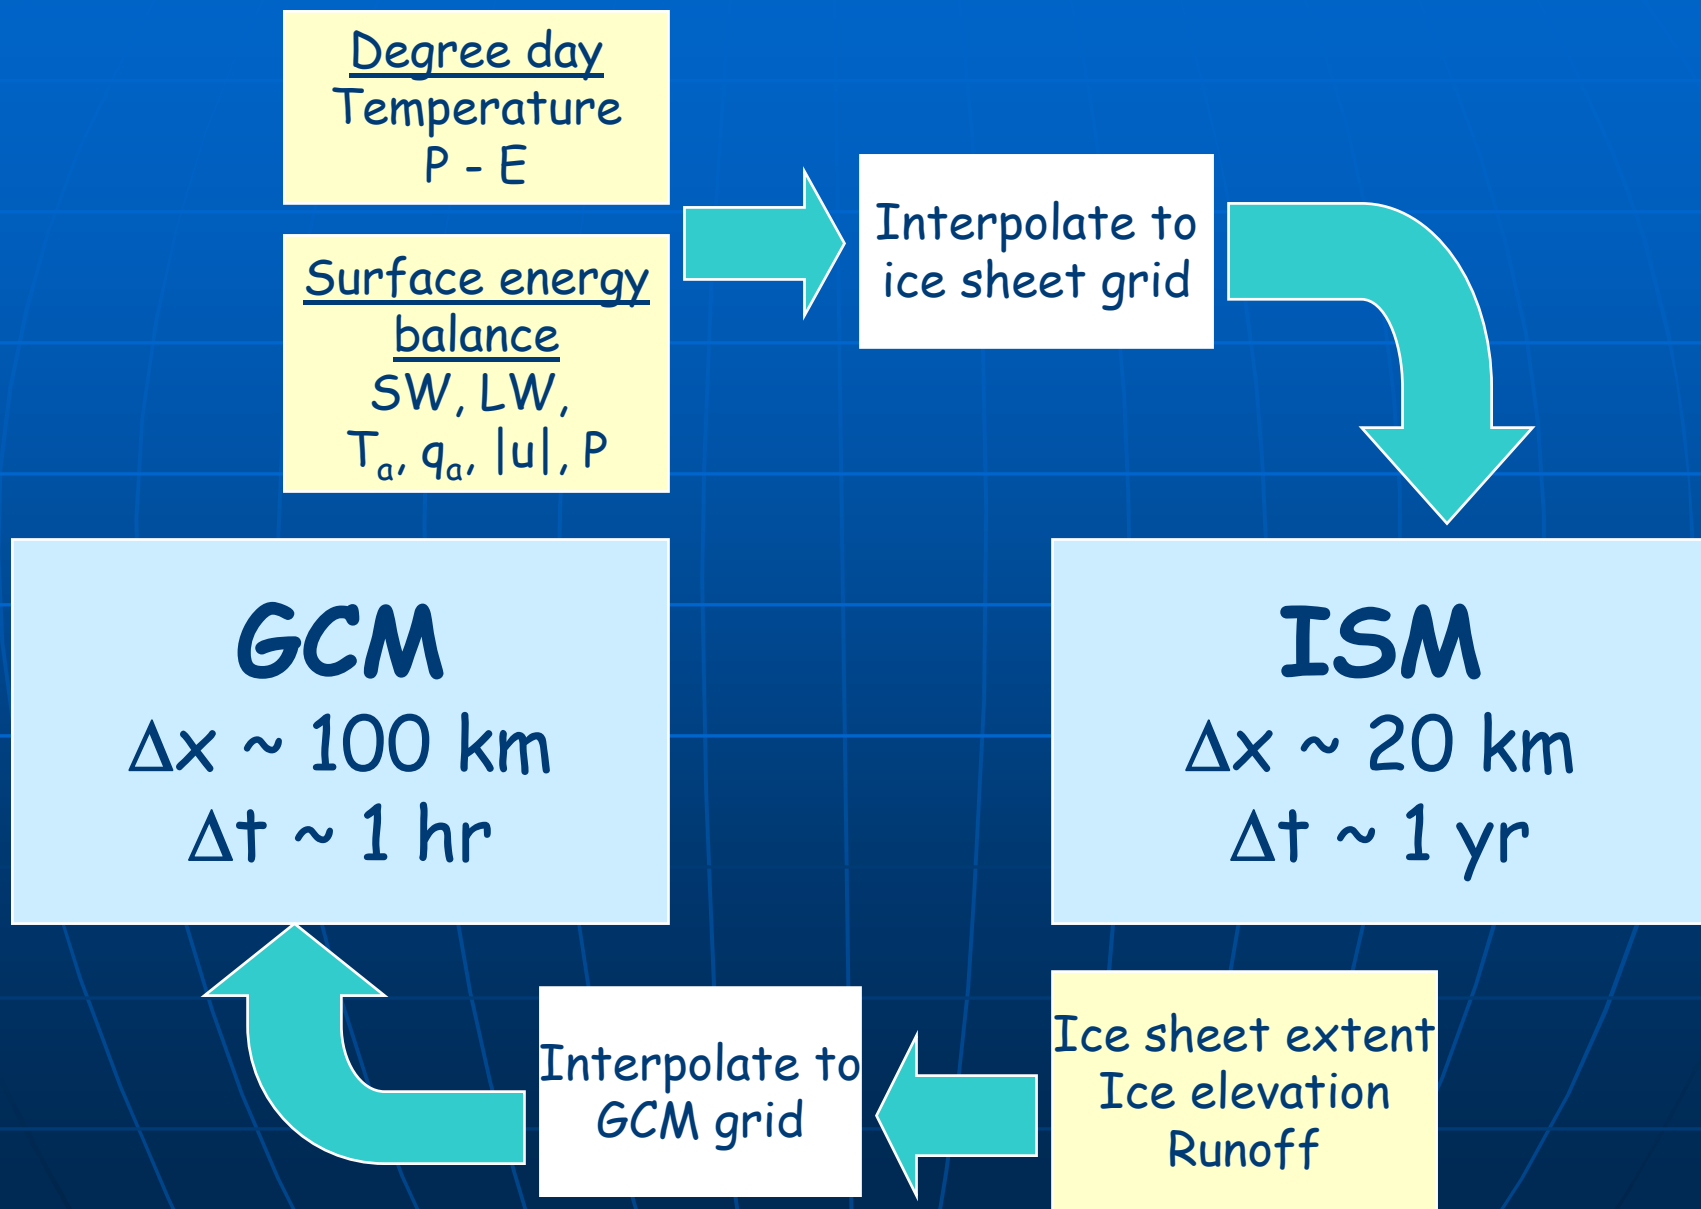 Degree day
Temperature
P - E
Surface energy
balance
SW, LW,
Tₐ, qₐ, |u|, P
Interpolate to
ice sheet grid
GCM
Δx ~ 100 km
Δt ~ 1 hr
ISM
Δx ~ 20 km
Δt ~ 1 yr
Interpolate to
GCM grid
Ice sheet extent
Ice elevation
Runoff